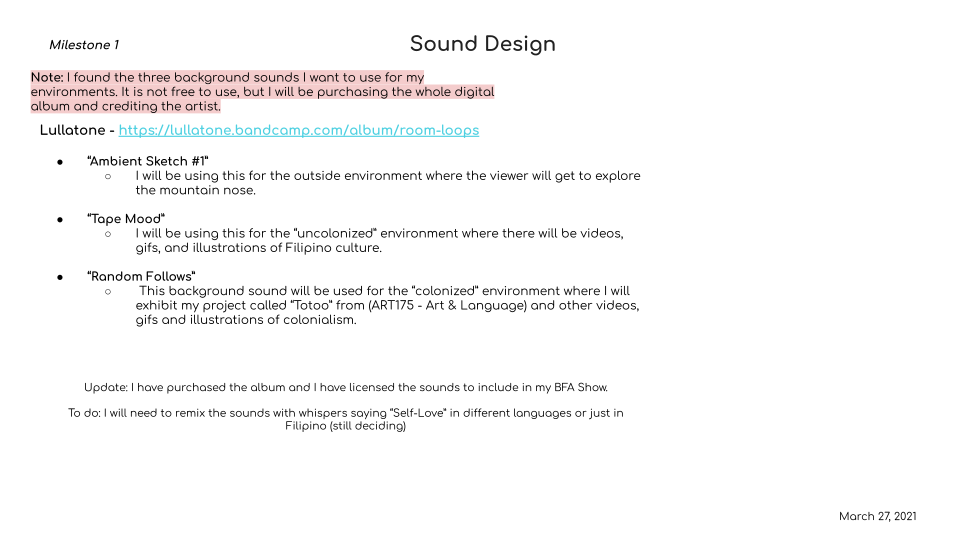 Milestone 1
Sound Design
Note: I found the three background sounds I want to use for my
environments. It is not free to use, but I will be purchasing the whole digital
album and crediting the artist.
Lullatone - https://lullatone.bandcamp.com/album/room-loops
● “Ambient Sketch #1”
○ I will be using this for the outside environment where the viewer will get to explore
the mountain nose.
● “Tape Mood”
○ I will be using this for the “uncolonized” environment where there will be videos,
gifs, and illustrations of Filipino culture.
● “Random Follows”
○ This background sound will be used for the “colonized” environment where I will
exhibit my project called “Totoo” from (ART175 - Art & Language) and other videos,
gifs and illustrations of colonialism.
Update: I have purchased the album and I have licensed the sounds to include in my BFA Show.
To do: I will need to remix the sounds with whispers saying “Self-Love” in different languages or just in
Filipino (still deciding)
March 27, 2021